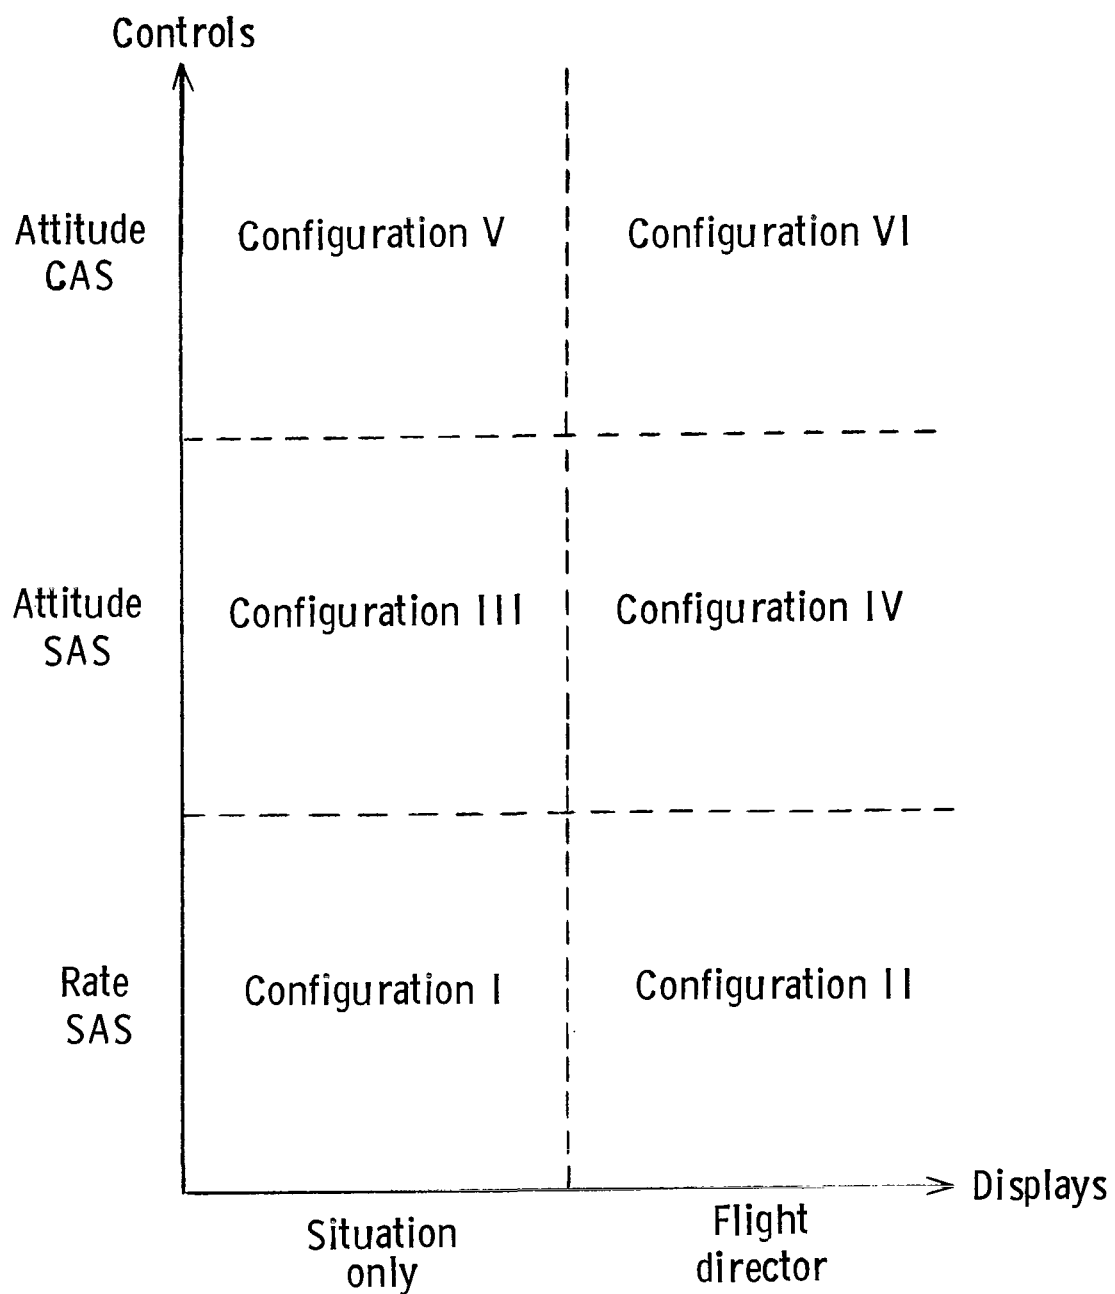 Controls
Attitude
CAS
Configuration V
Configuration VI
Attitude
SAS
Configuration III
Configuration IV
Rate
SAS
Configuration I
Configuration II
Displays
Situation
only
Flight
director